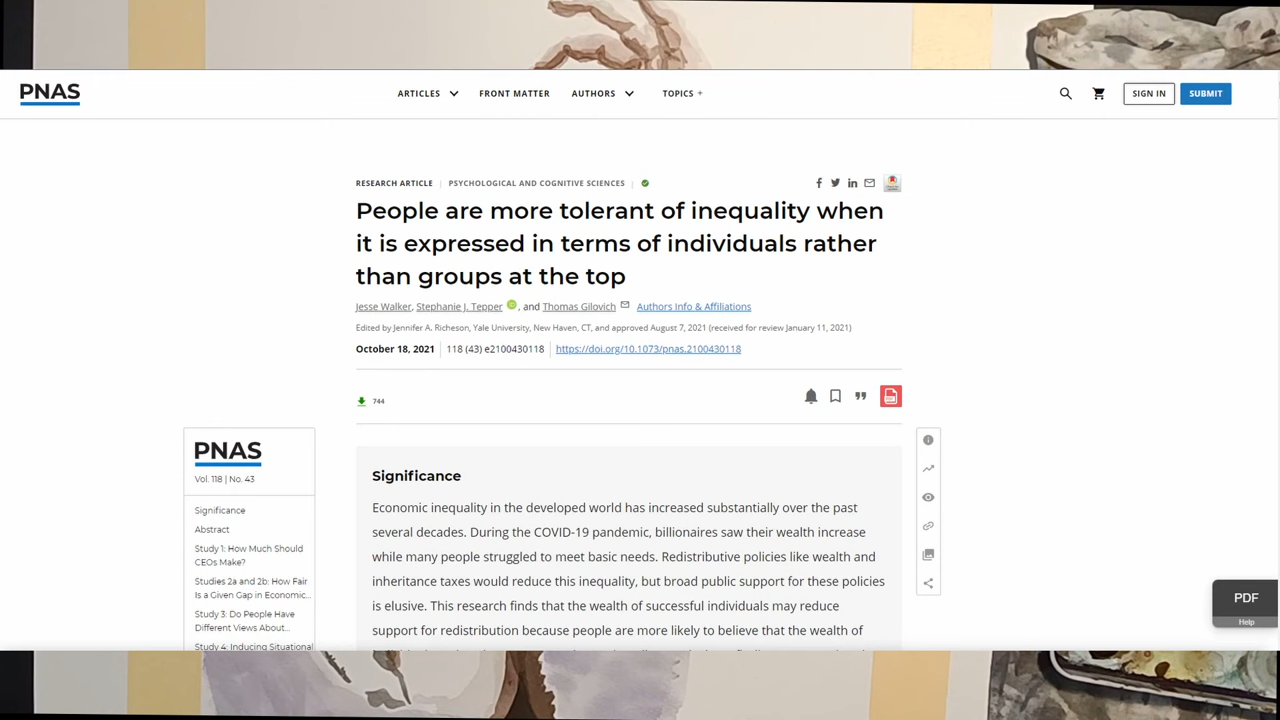 PNAS
ARTICLES
FRONT MATTER
AUTHORS
TOPICS +
SIGN IN
SUBMIT
RESEARCH ARTICLE
PSYCHOLOGICAL AND COGNITIVE SCIENCES
People are more tolerant of inequality when
it is expressed in terms of individuals rather
than groups at the top
Jesse Walker, Stephanie J. Tepper, and Thomas Gilovich Authors Info & Affiliations
Edited by Jennifer A. Richeson, Yale University, New Haven, CT, and approved August 7, 2021 (received for review January 11, 2021)
October 18, 2021 | 118 (43) e2100430118 | https://doi.org/10.1073/pnas.2100430118
744
PNAS
Vol. 118 | No. 43
Significance
Abstract
Study 1: How Much Should
CEOs Make?
Studies 2a and 2b: How Fair
Is a Given Gap in Economic...
Study 3: Do People Have
Different Views About...
Study 4: Inducing Situational
Significance
Economic inequality in the developed world has increased substantially over the past
several decades. During the COVID-19 pandemic, billionaires saw their wealth increase
while many people struggled to meet basic needs. Redistributive policies like wealth and
inheritance taxes would reduce this inequality, but broad public support for these policies
is elusive. This research finds that the wealth of successful individuals may reduce
support for redistribution because people are more likely to believe that the wealth of
PDF
Help